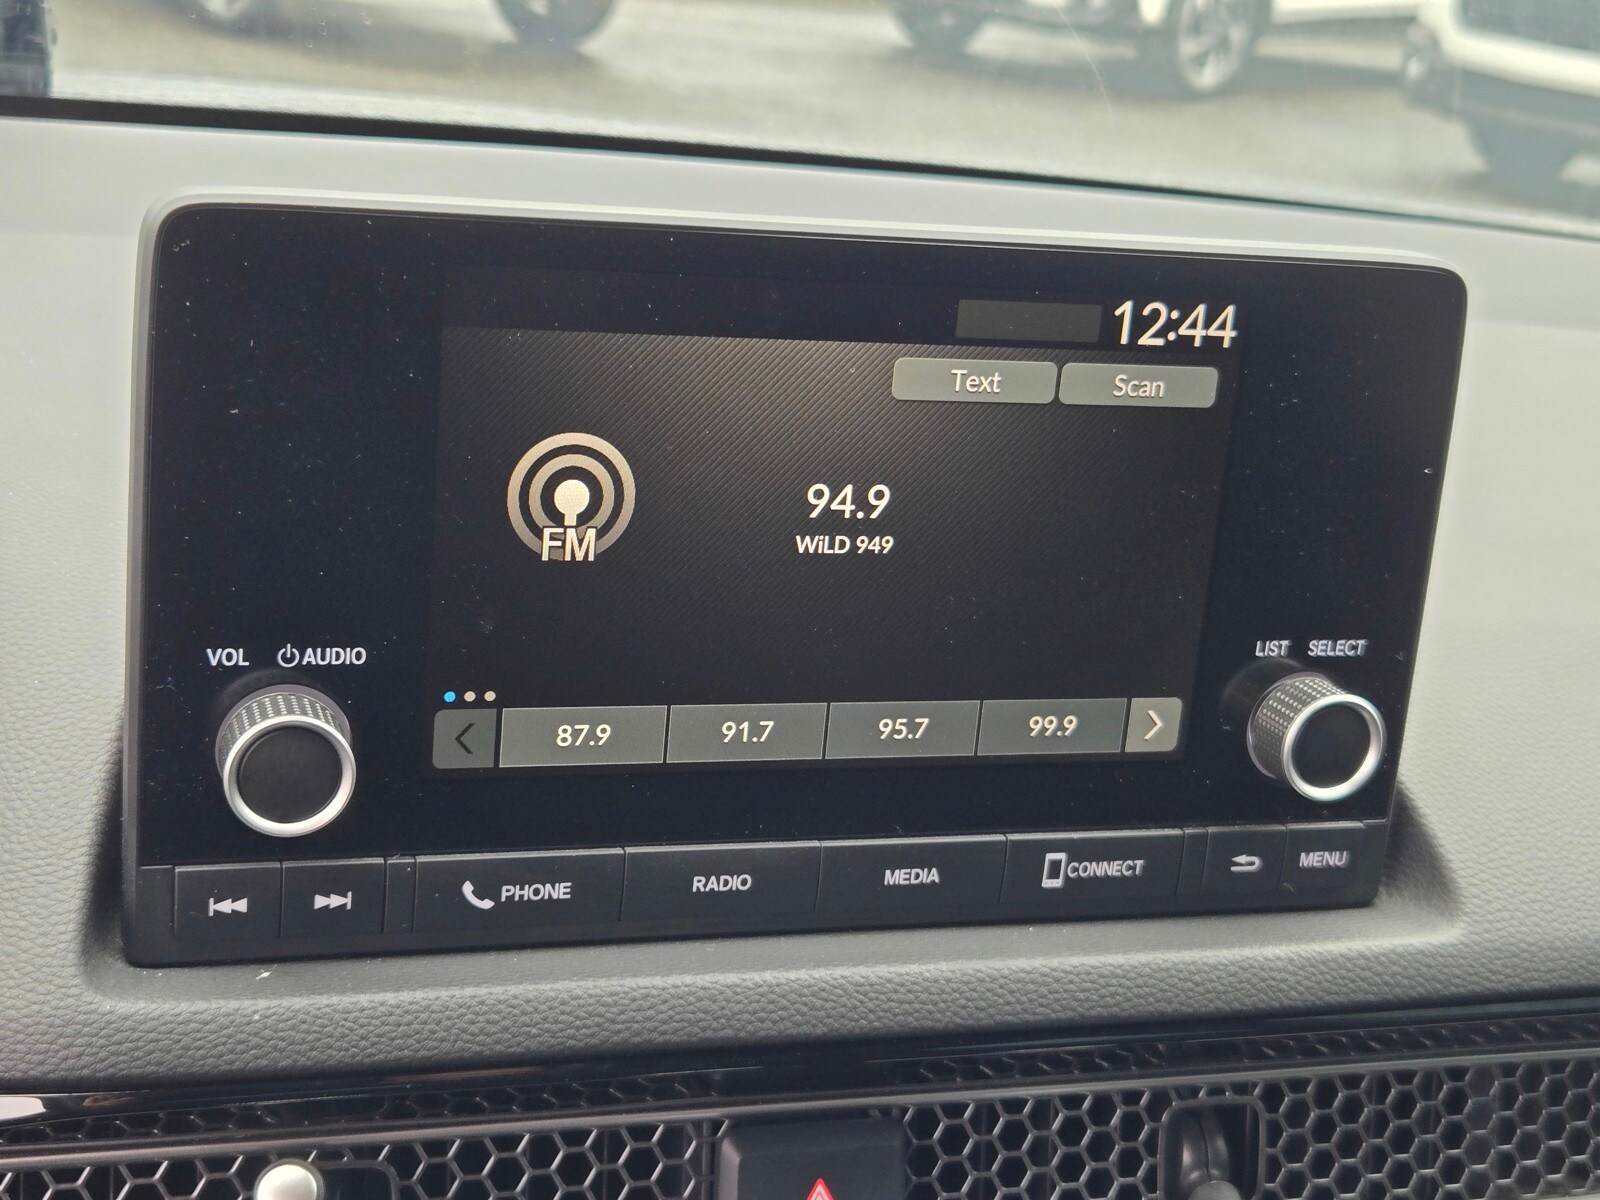 12:44
Text Scan
FM
94.9
WiLD 949
VOL AUDIO
LIST SELECT
87.9 91.7 95.7 99.9
PHONE RADIO MEDIA CONNECT MENU